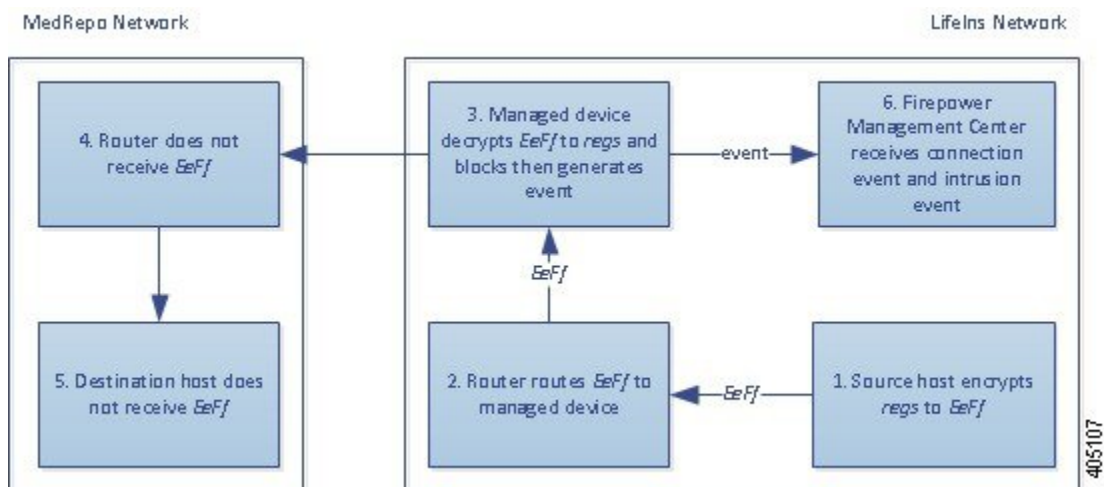 MedRepo Network
LifeIns Network
4. Router does not
receive EeFf
3. Managed device
decrypts EeFf to regs and
blocks then generates
event
event
6. Firepower
Management Center
receives connection
event and intrusion
event
EeFf
5. Destination host does
not receive EeFf
2. Router routes EeFf to
managed device
EeFf
1. Source host encrypts
regs to EeFf
405107